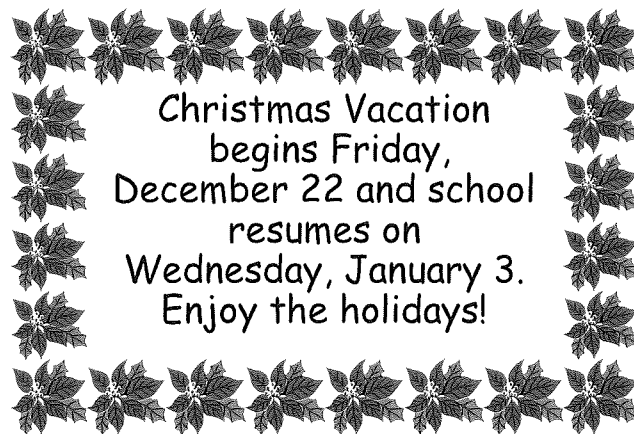 Christmas Vacation
begins Friday,
December 22 and school
resumes on
Wednesday, January 3.
Enjoy the holidays!